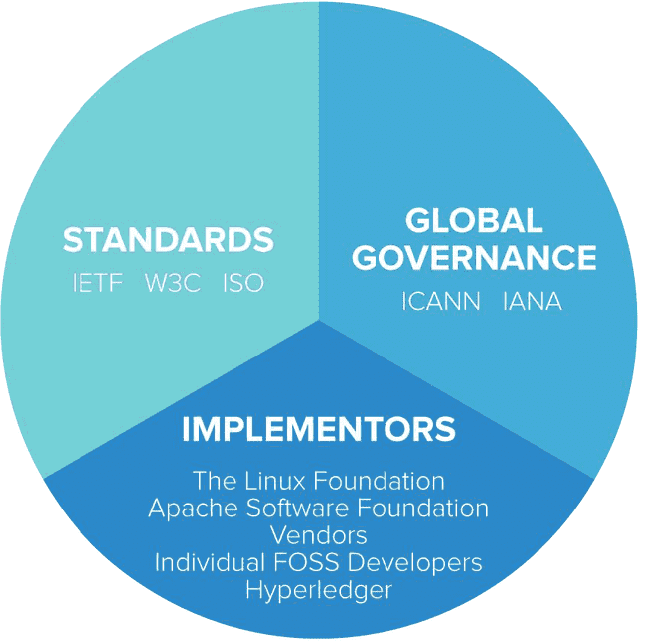 STANDARDS
IETF W3C ISO
GLOBAL
GOVERNANCE
ICANN IANA
IMPLEMENTORS
The Linux Foundation
Apache Software Foundation
Vendors
Individual FOSS Developers
Hyperledger